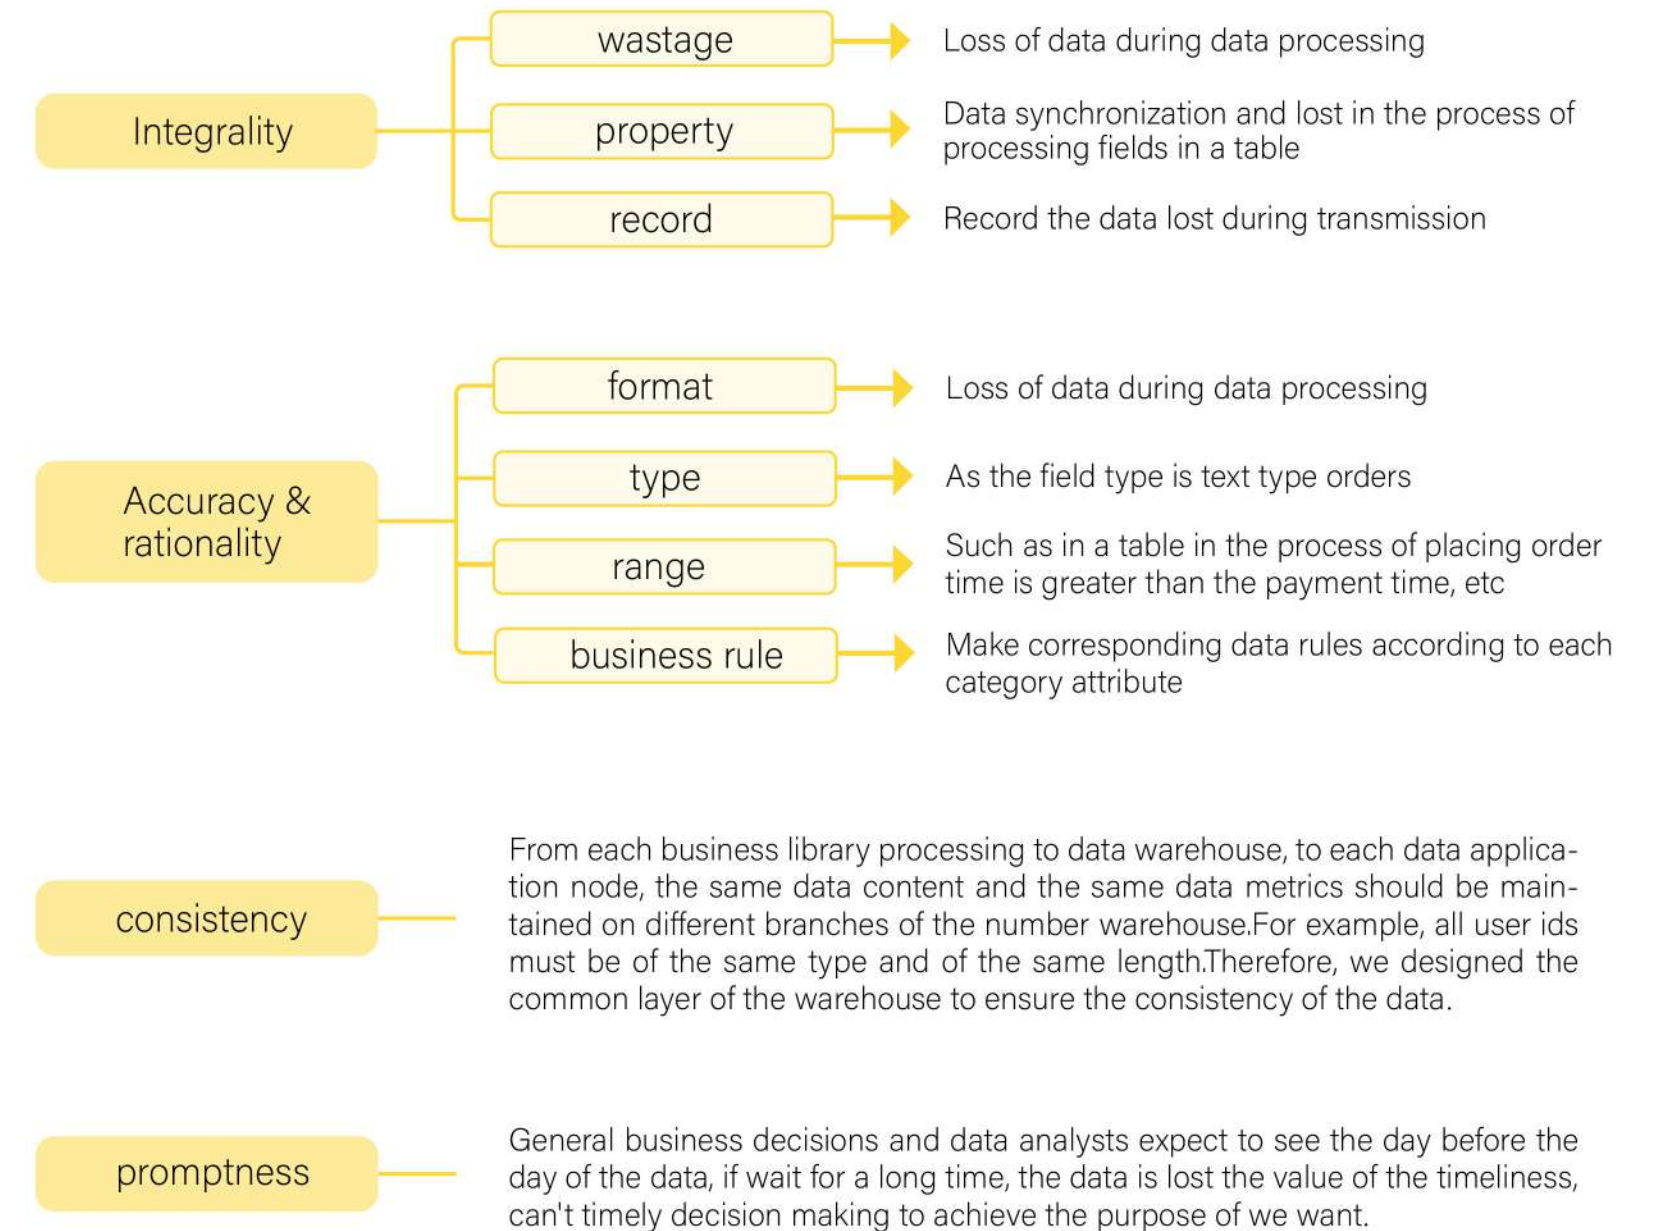 wastage
Loss of data during data processing
Integrality
property
Data synchronization and lost in the process of
processing fields in a table
record
Record the data lost during transmission
format
Loss of data during data processing
Accuracy &
rationality
type
As the field type is text type orders
range
Such as in a table in the process of placing order
time is greater than the payment time, etc
business rule
Make corresponding data rules according to each
category attribute
consistency
From each business library processing to data warehouse, to each data applica-
tion node, the same data content and the same data metrics should be main-
tained on different branches of the number warehouse.For example, all user ids
must be of the same type and of the same length.Therefore, we designed the
common layer of the warehouse to ensure the consistency of the data.
promptness
General business decisions and data analysts expect to see the day before the
day of the data, if wait for a long time, the data is lost the value of the timeliness,
can't timely decision making to achieve the purpose of we want.